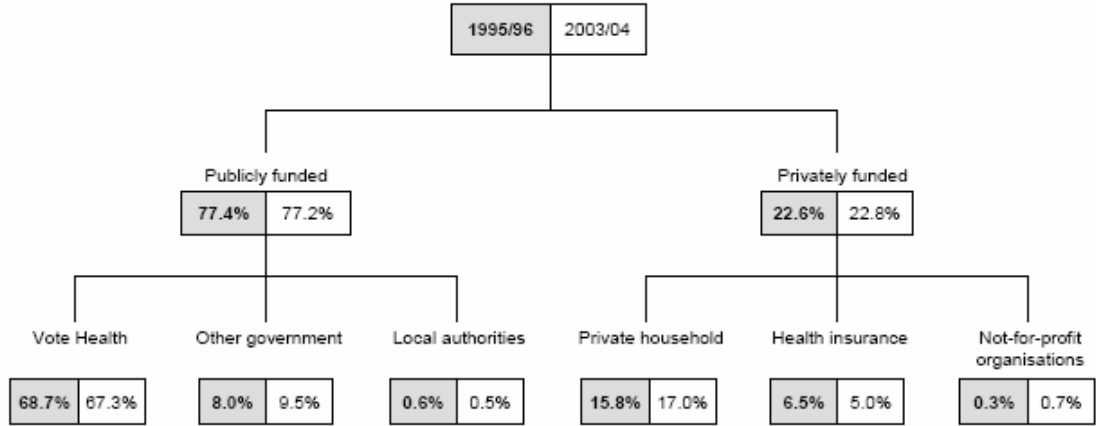 1995/96 2003/04
Publicly funded Privately funded
77.4% 77.2% 22.6% 22.8%
Vote Health Other government Local authorities Private household Health insurance Not-for-profit
organisations
68.7% 67.3% 8.0% 9.5% 0.6% 0.5% 15.8% 17.0% 6.5% 5.0% 0.3% 0.7%